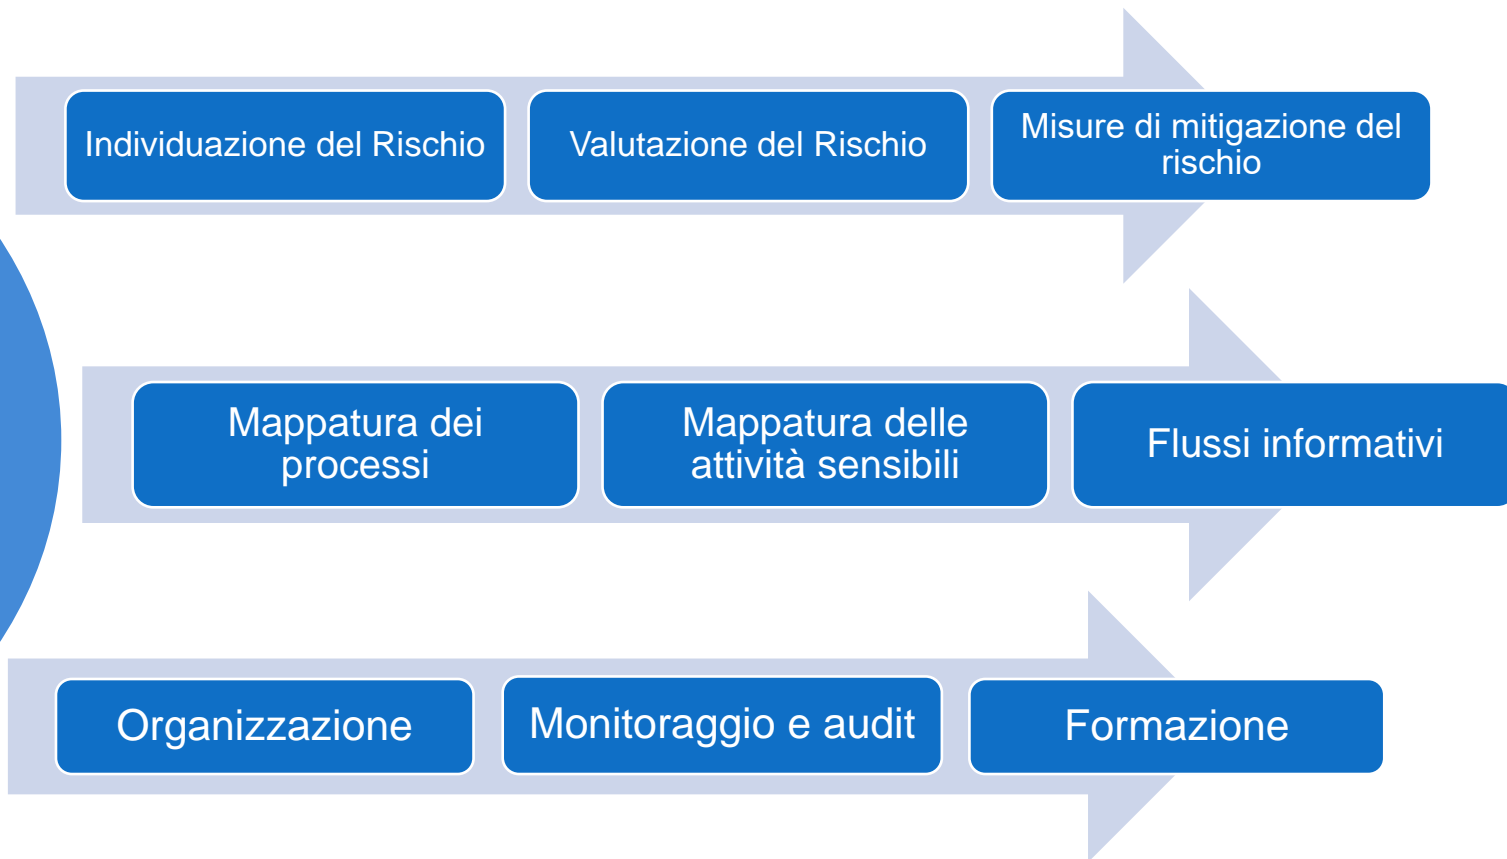 Individuazione del Rischio
Valutazione del Rischio
Misure di mitigazione del
rischio
Mappatura dei
processi
Mappatura delle
attività sensibili
Flussi informativi
Organizzazione
Monitoraggio e audit
Formazione